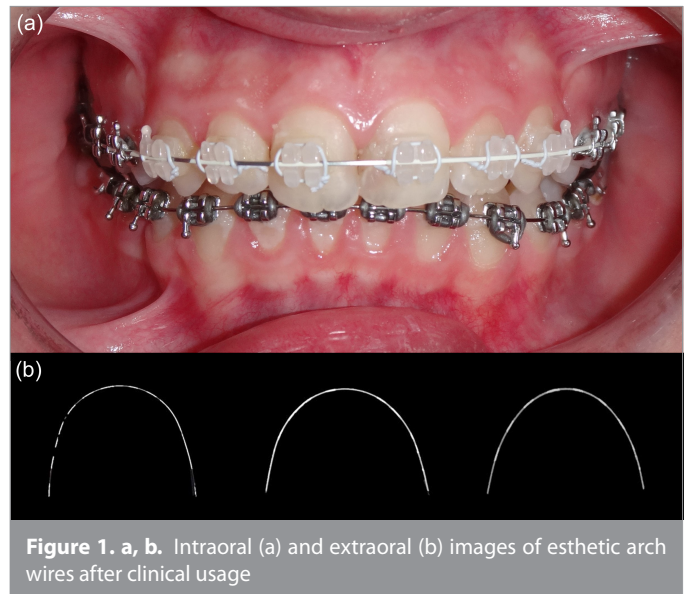 (a)
(b)
Figure 1. a, b. Intraoral (a) and extraoral (b) images of esthetic arch
wires after clinical usage